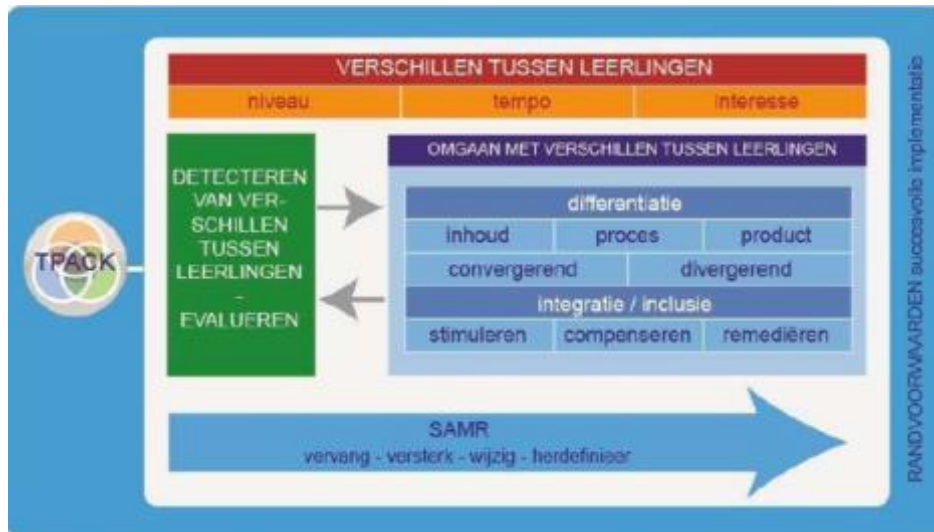 VERSCHILLEN TUSSEN LEERLINGEN
niveau
tempo
interesse
DETECTEREN
VAN VER-
SCHILLEN
TUSSEN
LEERLINGEN
-
EVALUEREN
OMGAAN MET VERSCHILLEN TUSSEN LEERLINGEN
differentiatie
inhoud
proces
product
convergerend
divergerend
integratie / inclusie
stimuleren
compenseren
remediëren
TPACK
SAMR
vervang - versterk - wijzig - herdefinieer
RANDVOORWAARDEN succesvolle implementatie